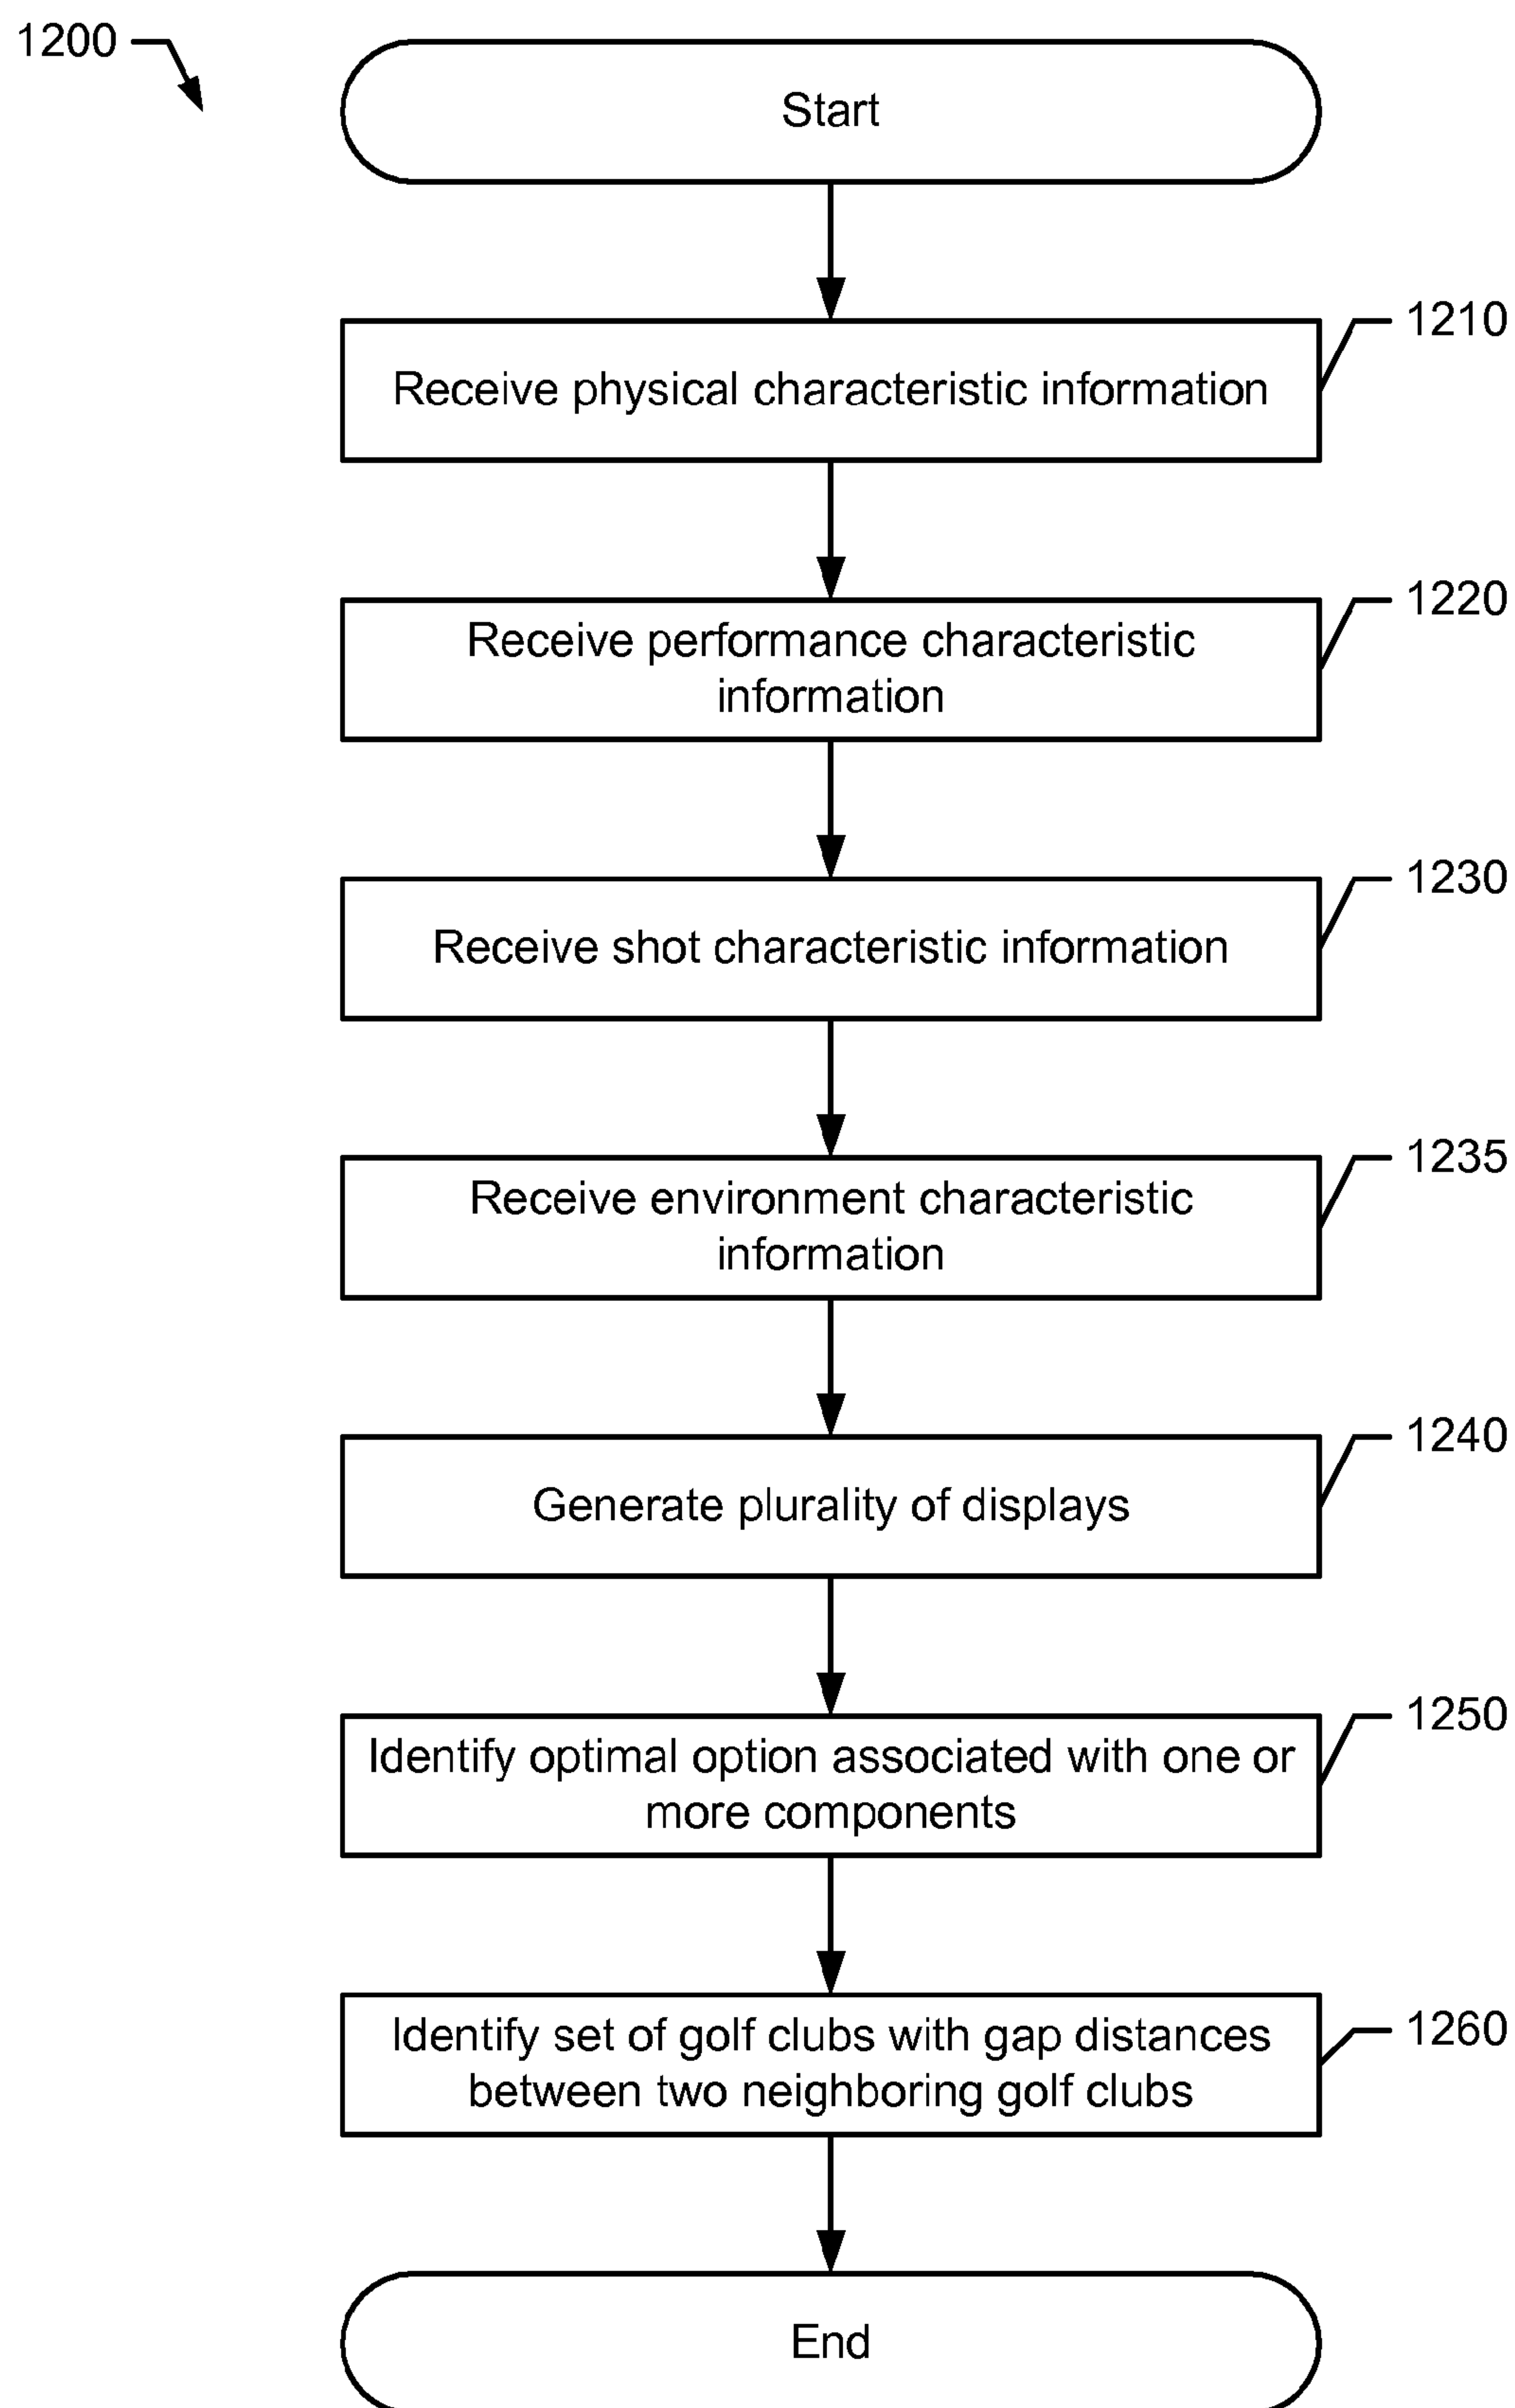 1200
Start
1210
Receive physical characteristic information
1220
Receive performance characteristic
information
1230
Receive shot characteristic information
1235
Receive environment characteristic
information
1240
Generate plurality of displays
1250
Identify optimal option associated with one or
more components
1260
Identify set of golf clubs with gap distances
between two neighboring golf clubs
End